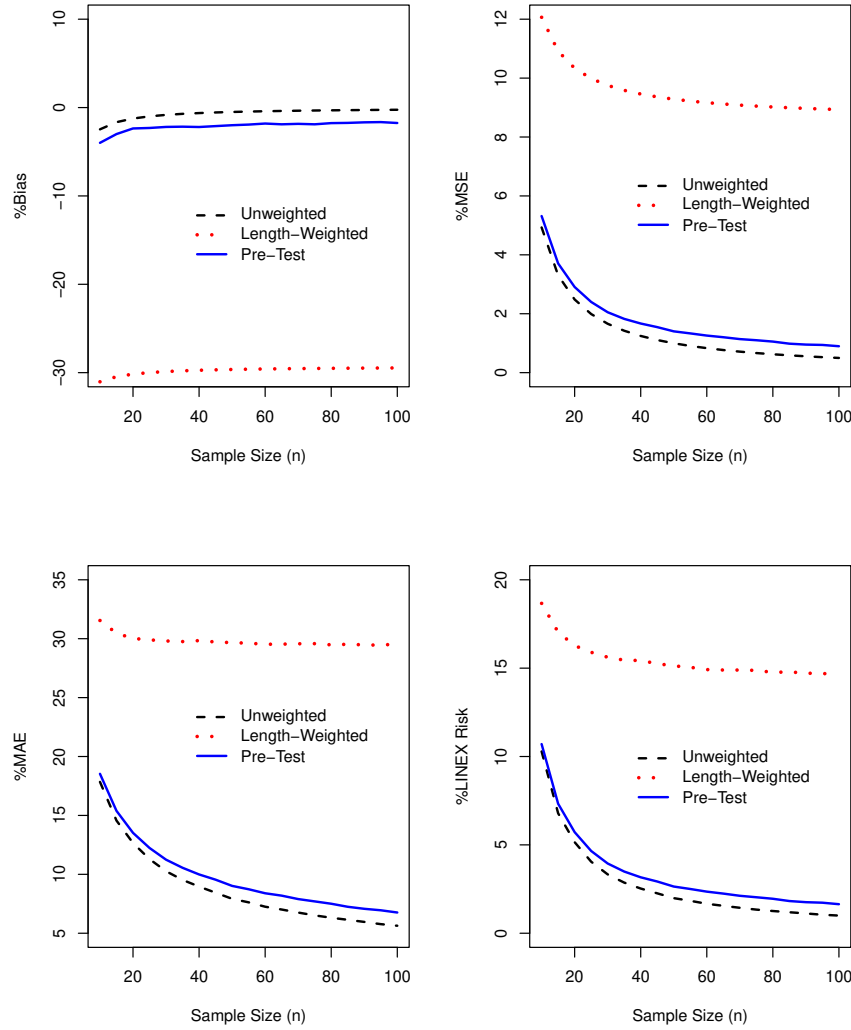 10
0
−10
−20
−30
%Bias
Unweighted
Length−Weighted
Pre−Test
20 40 60 80 100
Sample Size (n)
12
10
8
6
4
2
0
%MSE
Unweighted
Length−Weighted
Pre−Test
20 40 60 80 100
Sample Size (n)
35
30
25
20
15
10
5
%MAE
Unweighted
Length−Weighted
Pre−Test
20 40 60 80 100
Sample Size (n)
20
15
10
5
0
%LINEX Risk
Unweighted
Length−Weighted
Pre−Test
20 40 60 80 100
Sample Size (n)